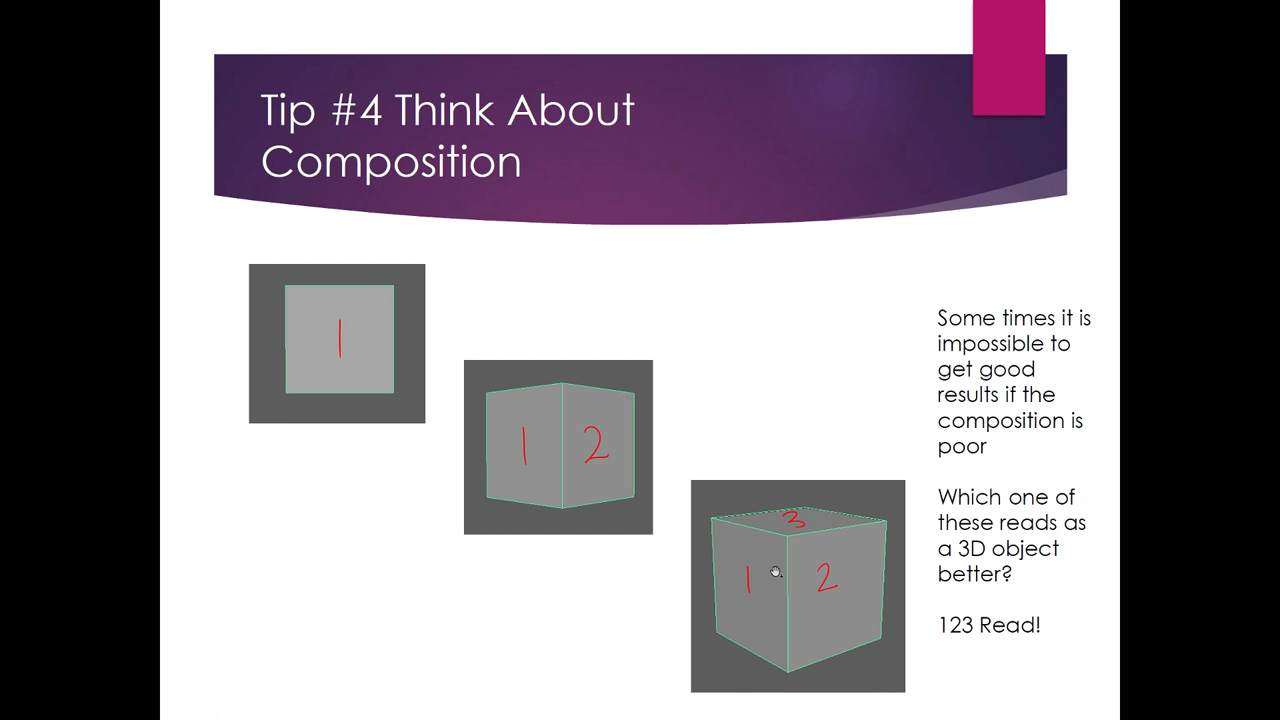 Tip #4 Think About
Composition
1
1 2
3
1 2
Some times it is
impossible to
get good
results if the
composition is
poor
Which one of
these reads as
a 3D object
better?
123 Read!